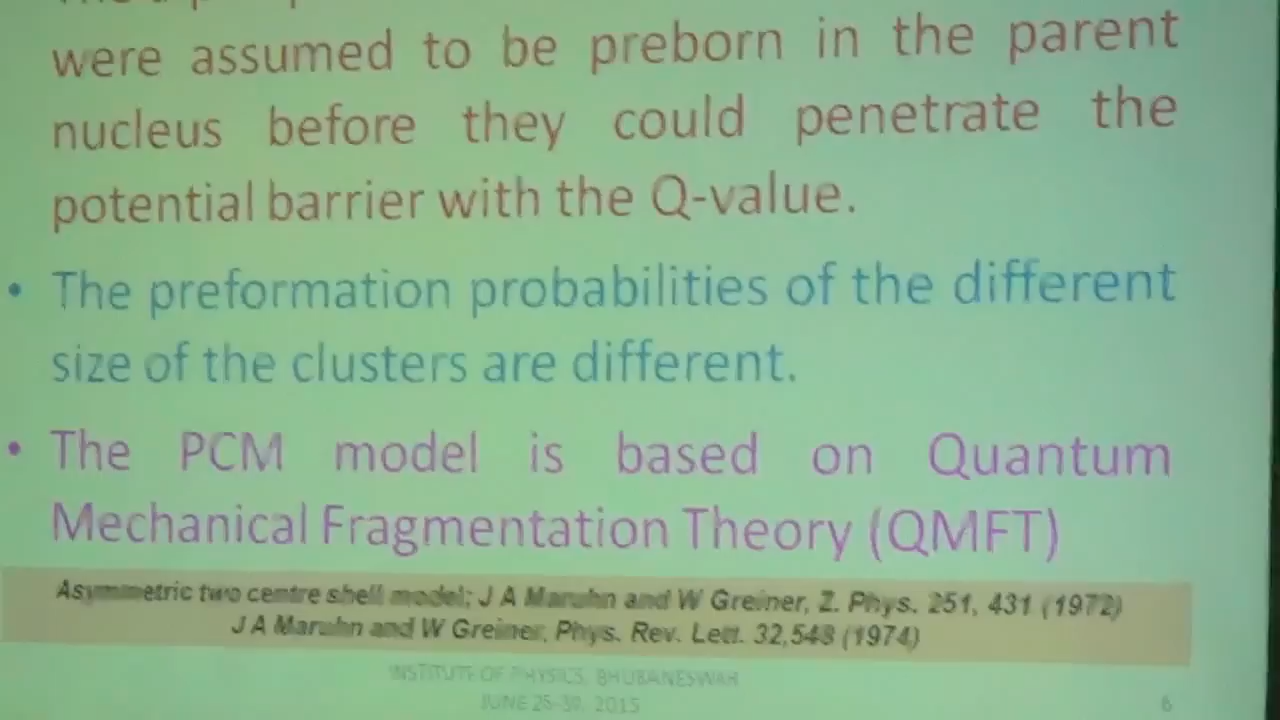 were assumed to be preborn in the parent
nucleus before they could penetrate the
potential barrier with the Q-value.
• The preformation probabilities of the different
size of the clusters are different.
• The PCM model is based on Quantum
Mechanical Fragmentation Theory (QMFT)
Asymmetric two centre shell model; J A Maruhn and W Greiner, Z. Phys. 251, 431 (1972)
J A Maruhn and W Greiner, Phys. Rev. Lett. 32,548 (1974)
INSTITUTE OF PHYSICS, BHUBANESWAR
JUNE 25-30, 2015
6